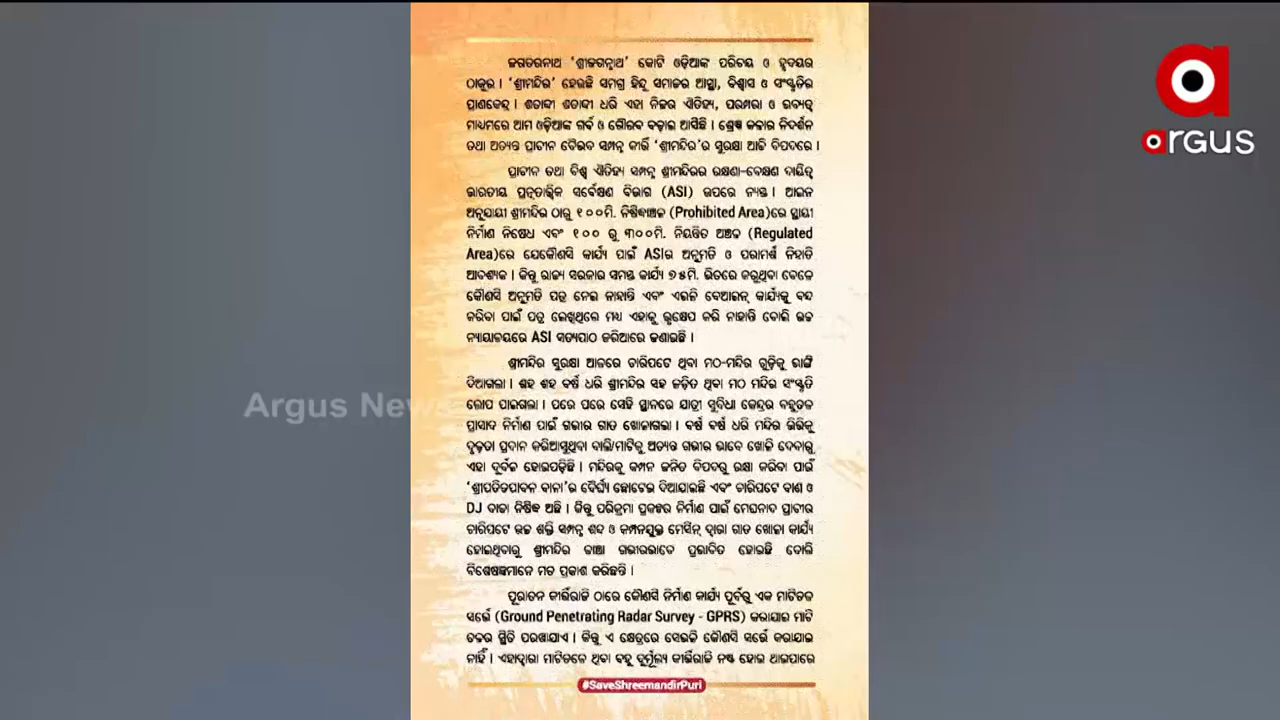 ଜଗତରନାଥ ‘ଶ୍ରୀଜଗନ୍ନାଥ’ କୋଟି ଓଡ଼ିଆଙ୍କ ପରିଚୟ ଓ ହୃଦୟର
ଠାକୁର । ‘ଶ୍ରୀମନ୍ଦିର’ ହେଉଛି ସମଗ୍ର ହିନ୍ଦୁ ସମାଜର ଆସ୍ଥା, ବିଶ୍ୱାସ ଓ ସଂସ୍କୃତିର
ପ୍ରାଣକେନ୍ଦ୍ର । ଶତାବ୍ଦୀ ଶତାବ୍ଦୀ ଧରି ଏହା ନିଜର ଐତିହ୍ୟ, ପରମ୍ପରା ଓ ଭବ୍ୟତ୍ୱ
ମାଧ୍ୟମରେ ଆମ ଓଡ଼ିଆଙ୍କ ଗର୍ବ ଓ ଗୌରବ ବଢ଼ାଇ ଆସିଛି । ଶ୍ରେଷ୍ଠ କଳାର ନିଦର୍ଶନ
ତଥା ଅତ୍ୟନ୍ତ ପ୍ରାଚୀନ ବୈଭବ ସମ୍ପନ୍ନ କୀର୍ତ୍ତି ‘ଶ୍ରୀମନ୍ଦିର’ର ସୁରକ୍ଷା ଆଜି ବିପଦରେ ।
ପ୍ରାଚୀନ ତଥା ବିଶ୍ୱ ଐତିହ୍ୟ ସମ୍ପନ୍ନ ଶ୍ରୀମନ୍ଦିରର ରକ୍ଷଣା-ବେକ୍ଷଣ ଦାୟିତ୍ୱ
ଭାରତୀୟ ପ୍ରତ୍ନତାତ୍ତ୍ୱିକ ସର୍ବେକ୍ଷଣ ବିଭାଗ (ASI) ଉପରେ ନ୍ୟସ୍ତ । ଆଇନ
ଅନୁଯାୟୀ ଶ୍ରୀମନ୍ଦିର ଠାରୁ ୧୦୦ମି. ନିଷିଦ୍ଧାଞ୍ଚଳ (Prohibited Area)ରେ ସ୍ଥାୟୀ
ନିର୍ମାଣ ନିଷେଧ ଏବଂ ୧୦୦ ରୁ ୩୦୦ମି. ନିୟନ୍ତ୍ରିତ ଅଞ୍ଚଳ (Regulated
Area)ରେ ଯେକୌଣସି କାର୍ଯ୍ୟ ପାଇଁ ASIର ଅନୁମତି ଓ ପରାମର୍ଶ ନିହାତି
ଆବଶ୍ୟକ । କିନ୍ତୁ ରାଜ୍ୟ ସରକାର ସମସ୍ତ କାର୍ଯ୍ୟ ୭୫ମି. ଭିତରେ କରୁଥିବା ବେଳେ
କୌଣସି ଅନୁମତି ପତ୍ର ନେଇ ନାହାନ୍ତି ଏବଂ ଏଭଳି ବେଆଇନ୍ କାର୍ଯ୍ୟକୁ ବନ୍ଦ
କରିବା ପାଇଁ ପତ୍ର ଲେଖିଥିରେ ମଧ୍ୟ ଏହାକୁ ଭ୍ରୂକ୍ଷେପ କରି ନାହାନ୍ତି ବୋଲି ଉଚ୍ଚ
ନ୍ୟାୟାଳୟରେ ASI ସତ୍ୟପାଠ ଜରିଆରେ ଜଣାଇଛି ।
ଶ୍ରୀମନ୍ଦିର ସୁରକ୍ଷା ଆଳରେ ଚାରିପଟେ ଥିବା ମଠ-ମନ୍ଦିର ଗୁଡ଼ିକୁ ଭାଙ୍ଗି
ଦିଆଗଲା । ଶହ ଶହ ବର୍ଷ ଧରି ଶ୍ରୀମନ୍ଦିର ସହ ଜଡ଼ିତ ଥିବା ମଠ ମନ୍ଦିର ସଂସ୍କୃତି
ଲୋପ ପାଇଗଲା । ପରେ ପରେ ସେହି ସ୍ଥାନରେ ଯାତ୍ରୀ ସୁବିଧା କେନ୍ଦ୍ରର ବହୁତଳ
ପ୍ରାସାଦ ନିର୍ମାଣ ପାଇଁ ଗଭୀର ଗାତ ଖୋଳାଗଲା । ବର୍ଷ ବର୍ଷ ଧରି ମନ୍ଦିର ଭିତ୍ତିକୁ
ଦୃଢ଼ତା ପ୍ରଦାନ କରିଆସୁଥିବା ବାଲି/ମାଟିକୁ ଅତ୍ୟନ୍ତ ଗଭୀର ଭାବେ ଖୋଳି ଦେବାରୁ
ଏହା ଦୁର୍ବଳ ହୋଇପଡ଼ିଛି । ମନ୍ଦିରକୁ କମ୍ପନ ଜନିତ ବିପଦରୁ ରକ୍ଷା କରିବା ପାଇଁ
‘ଶ୍ରୀପତିତପାବନ ବାନା’ର ଦୈର୍ଘ୍ୟ ଛୋଟେଇ ଦିଆଯାଇଛି ଏବଂ ଚାରିପଟେ ବାଣ ଓ
DJ ବାଜା ନିଷିଦ୍ଧ ଅଛି । କିନ୍ତୁ ପରିକ୍ରମା ପ୍ରକଳ୍ପର ନିର୍ମାଣ ପାଇଁ ମେଘନାଦ ପ୍ରାଚୀର
ଚାରିପଟେ ଉଚ୍ଚ ଶକ୍ତି ସମ୍ପନ୍ନ ଶବ୍ଦ ଓ କମ୍ପନଯୁକ୍ତ ମେସିନ୍ ଦ୍ୱାରା ଗାତ ଖୋଳା କାର୍ଯ୍ୟ
ହୋଇଥିବାରୁ ଶ୍ରୀମନ୍ଦିର ଢାଞ୍ଚା ଗଭୀରଭାବେ ପ୍ରଭାବିତ ହୋଇଛି ବୋଲି
ବିଶେଷଜ୍ଞମାନେ ମତ ପ୍ରକାଶ କରିଛନ୍ତି ।
ପୁରାତନ କୀର୍ତ୍ତିରାଜି ଠାରେ କୌଣସି ନିର୍ମାଣ କାର୍ଯ୍ୟ ପୂର୍ବରୁ ଏକ ମାଟିତଳ
ସର୍ଭେ (Ground Penetrating Radar Survey - GPRS) କରାଯାଇ ମାଟି
ତଳର ସ୍ଥିତି ପରଖାଯାଏ । କିନ୍ତୁ ଏ କ୍ଷେତ୍ରରେ ସେଭଳି କୌଣସି ସର୍ଭେ କରାଯାଇ
ନାହିଁ । ଏହାଦ୍ୱାରା ମାଟିତଳେ ଥିବା ବହୁ ଦୁର୍ମୂଲ୍ୟ କୀର୍ତ୍ତିରାଜି ନଷ୍ଟ ହୋଇ ଥାଇପାରେ
#SaveShreemandirPuri
argus
Argus News